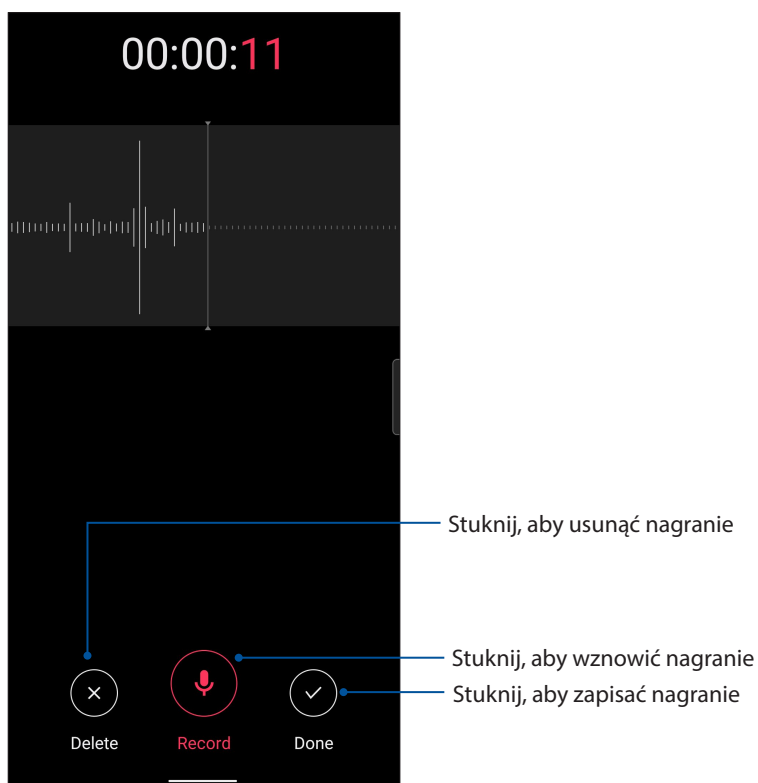 00:00:11
Stuknij, aby usunąć nagranie
Stuknij, aby wznowić nagranie
Stuknij, aby zapisać nagranie
Delete Record Done